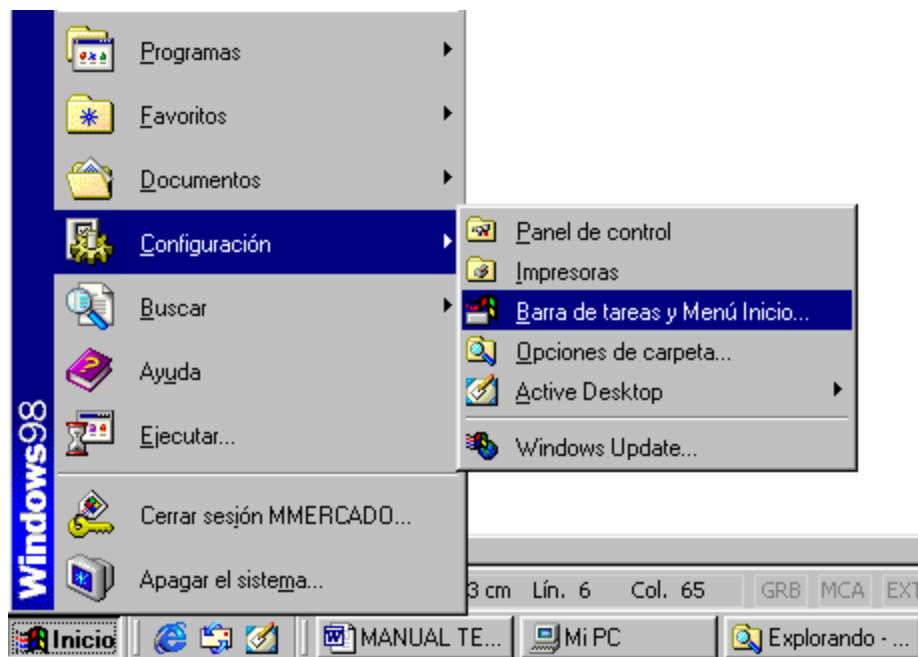 Programas
Favoritos
Documentos
Configuración
Buscar
Ayuda
Ejecutar...
Cerrar sesión MMERCADO...
Apagar el sistema...
Windows98
Panel de control
Impresoras
Barra de tareas y Menú Inicio...
Opciones de carpeta...
Active Desktop
Windows Update...
3 cm Lín. 6 Col. 65 GRB MCA EXT
Inicio MANUAL TE... Mi PC Explorando - ...